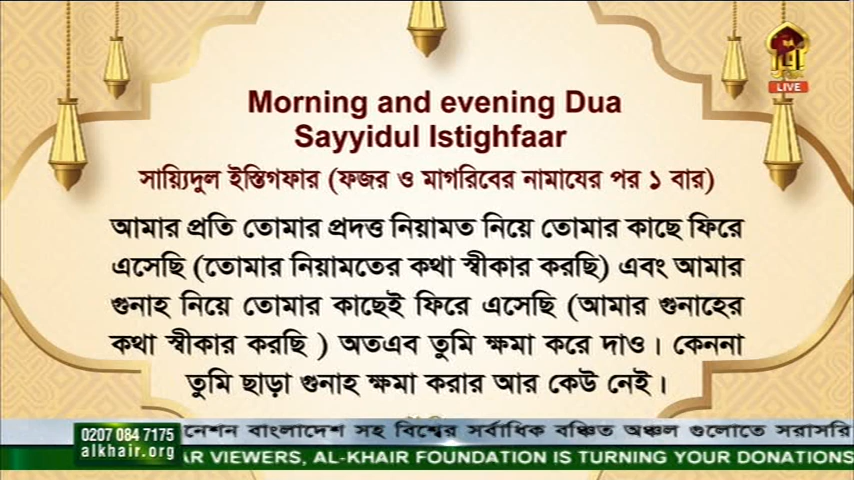 LIVE
Morning and evening Dua
Sayyidul Istighfaar
সায়্যিদুল ইস্তিগফার (ফজর ও মাগরিবের নামাযের পর ১ বার)
আমার প্রতি তোমার প্রদত্ত নিয়ামত নিয়ে তোমার কাছে ফিরে
এসেছি (তোমার নিয়ামতের কথা স্বীকার করছি) এবং আমার
গুনাহ নিয়ে তোমার কাছেই ফিরে এসেছি (আমার গুনাহের
কথা স্বীকার করছি ) অতএব তুমি ক্ষমা করে দাও। কেননা
তুমি ছাড়া গুনাহ ক্ষমা করার আর কেউ নেই।
0207 084 7175
alkhair.org
নেশন বাংলাদেশ সহ বিশ্বের সর্বাধিক বঞ্চিত অঞ্চল গুলোতে সরাসরি
AR VIEWERS, AL-KHAIR FOUNDATION IS TURNING YOUR DONATIONS